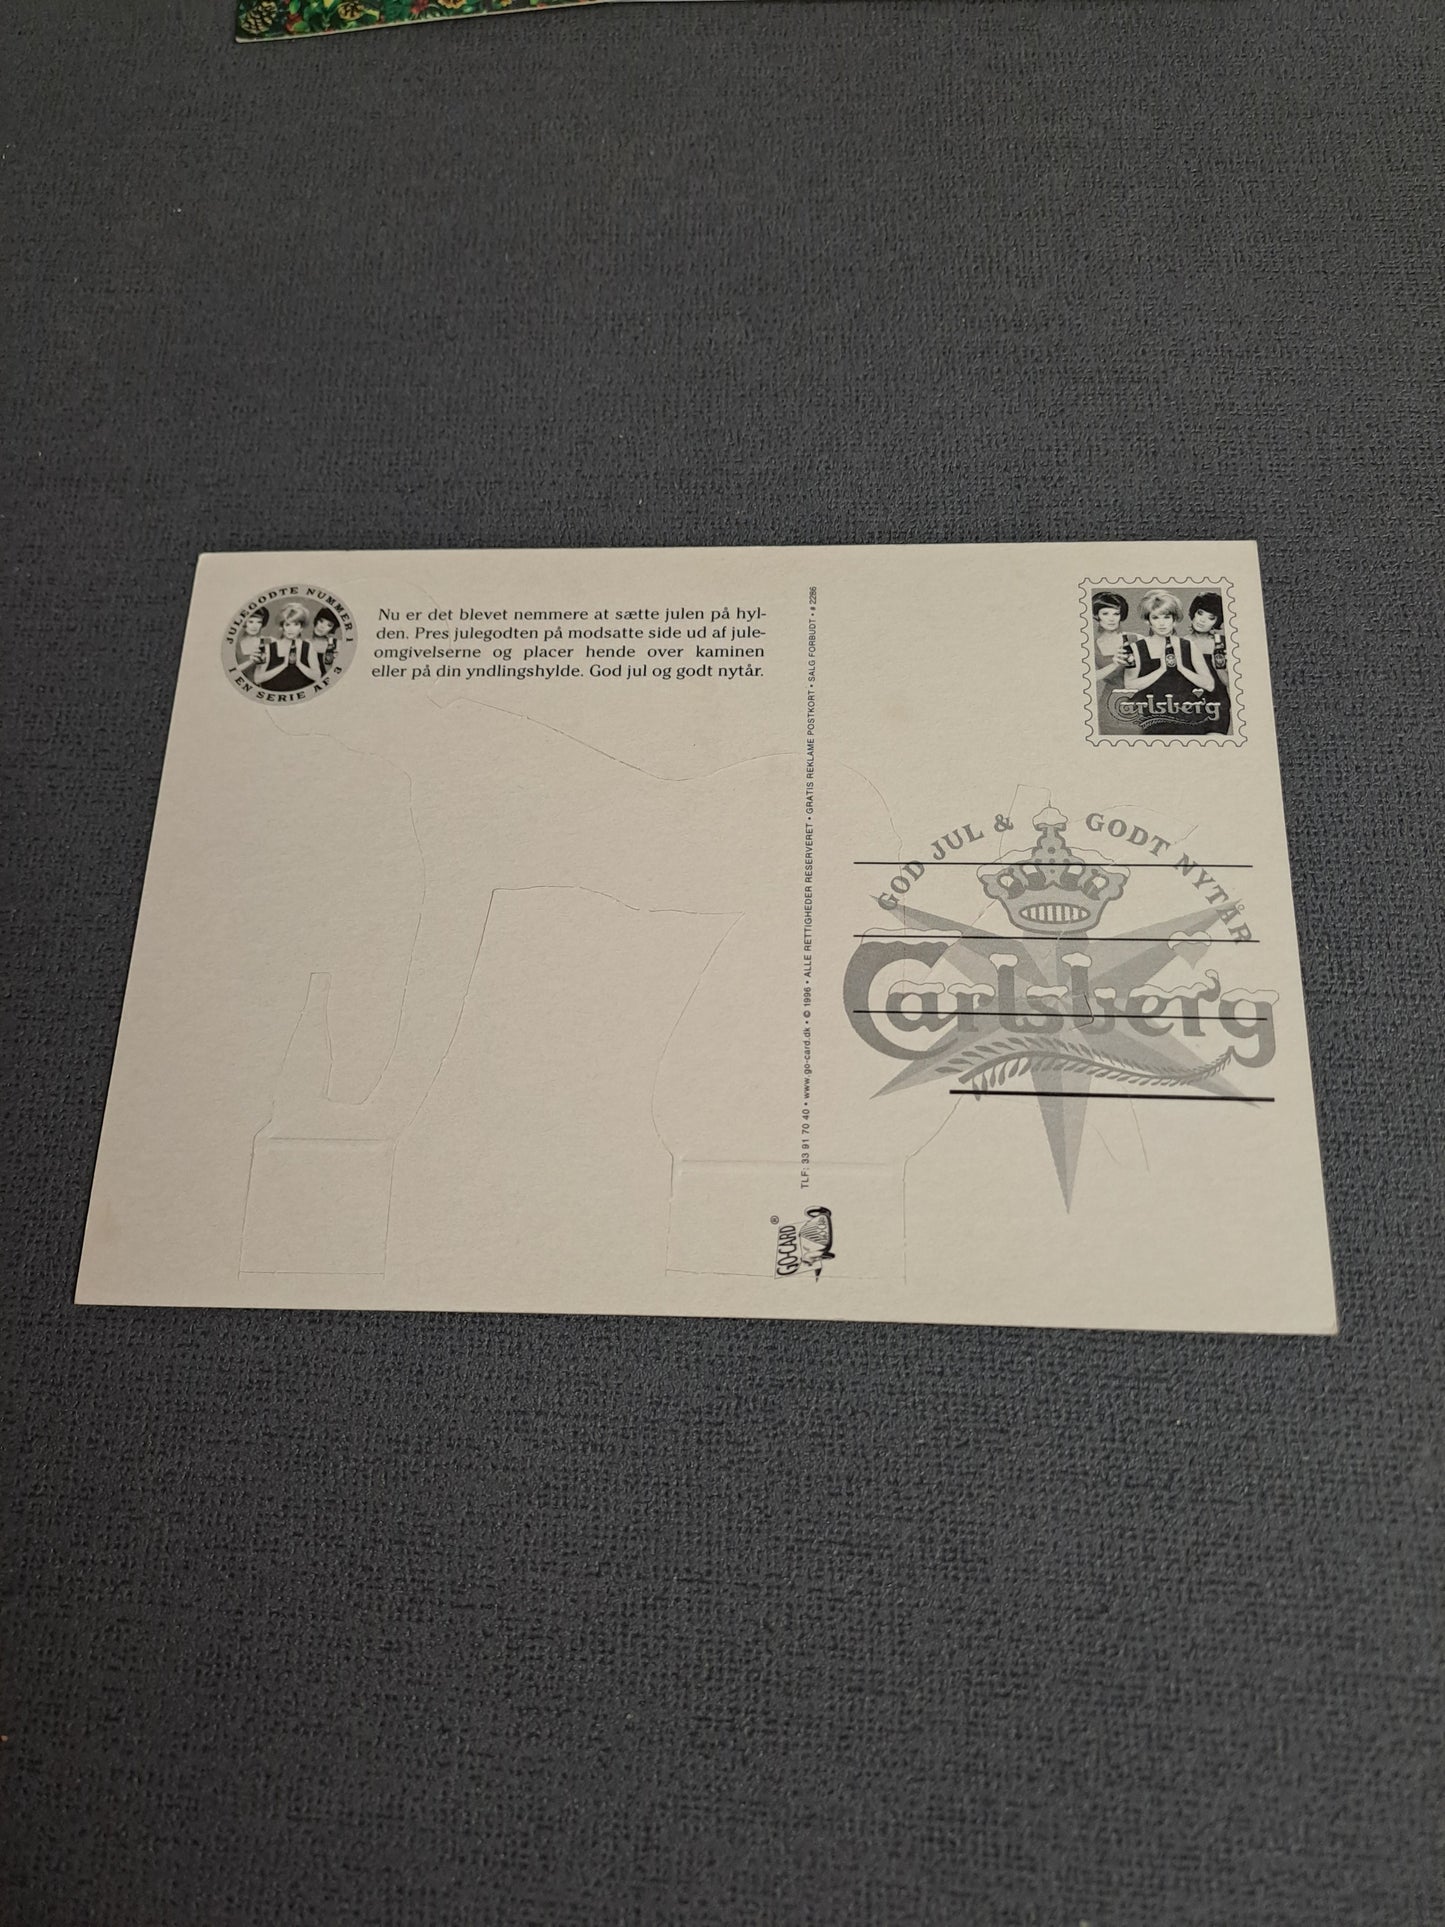 JULEGODTE NUMMER 1
I EN SERIE AF 3
Nu er det blevet nemmere at sætte julen på hyl-
den. Pres julegodten på modsatte side ud af jule-
omgivelserne og placer hende over kaminen
eller på din yndlingshylde. God jul og godt nytår.
TLF: 33 91 70 40 • www.go-card.dk • © 1996 • ALLE RETTIGHEDER RESERVERET • GRATIS REKLAME POSTKORT • SALG FORBUDT • # 2286
GO-CARD ®
Carlsberg
GOD JUL & GODT NYTÅR
Carlsberg